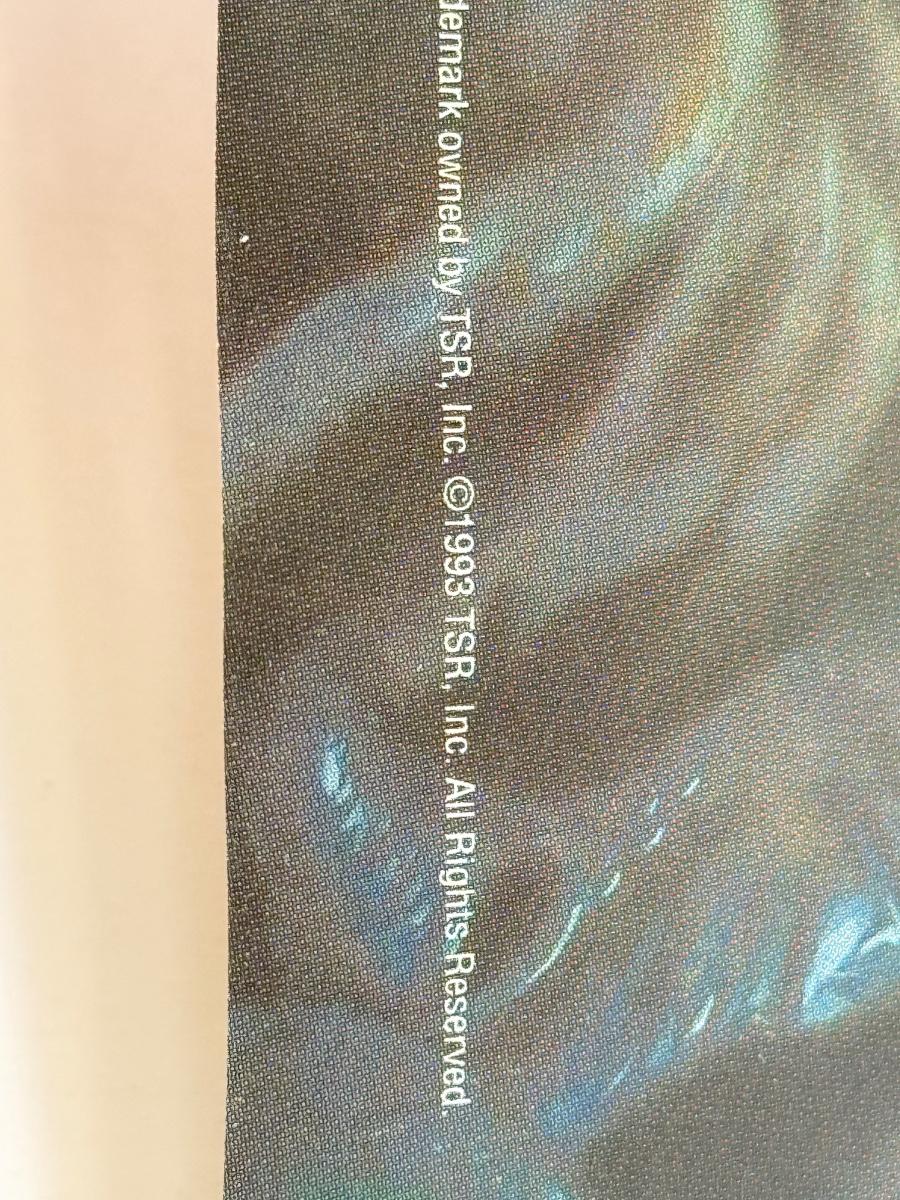 demark owned by TSR, Inc. ©1993 TSR, Inc. All Rights Reserved.